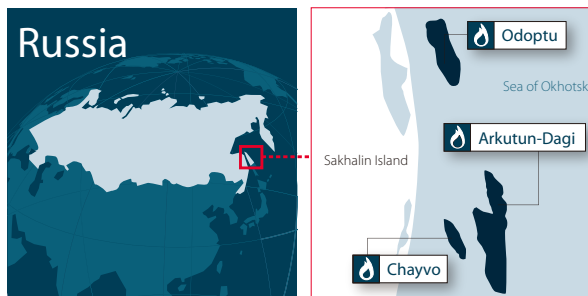 Russia
Odoptu
Sea of Okhotsk
Arkutun-Dagi
Sakhalin Island
Chayvo